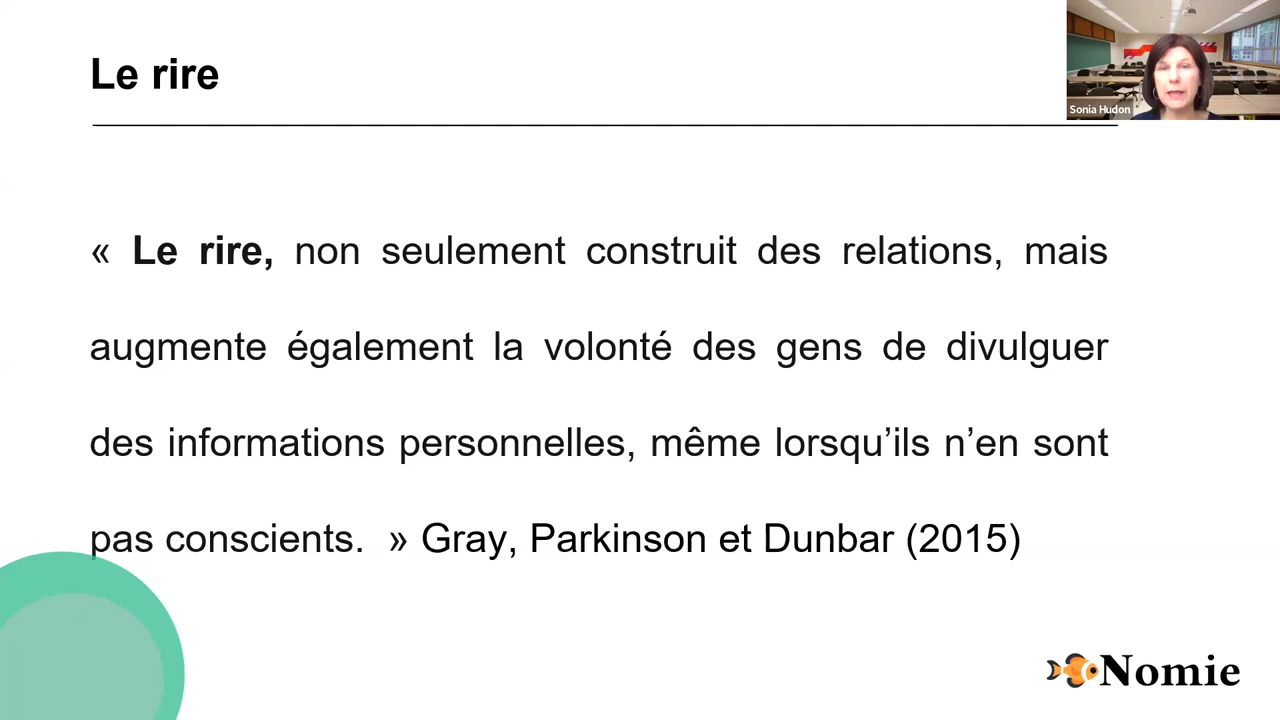 Le rire
Sonia Hudon
« Le rire, non seulement construit des relations, mais
augmente également la volonté des gens de divulguer
des informations personnelles, même lorsqu’ils n’en sont
pas conscients.  » Gray, Parkinson et Dunbar (2015)
Nomie